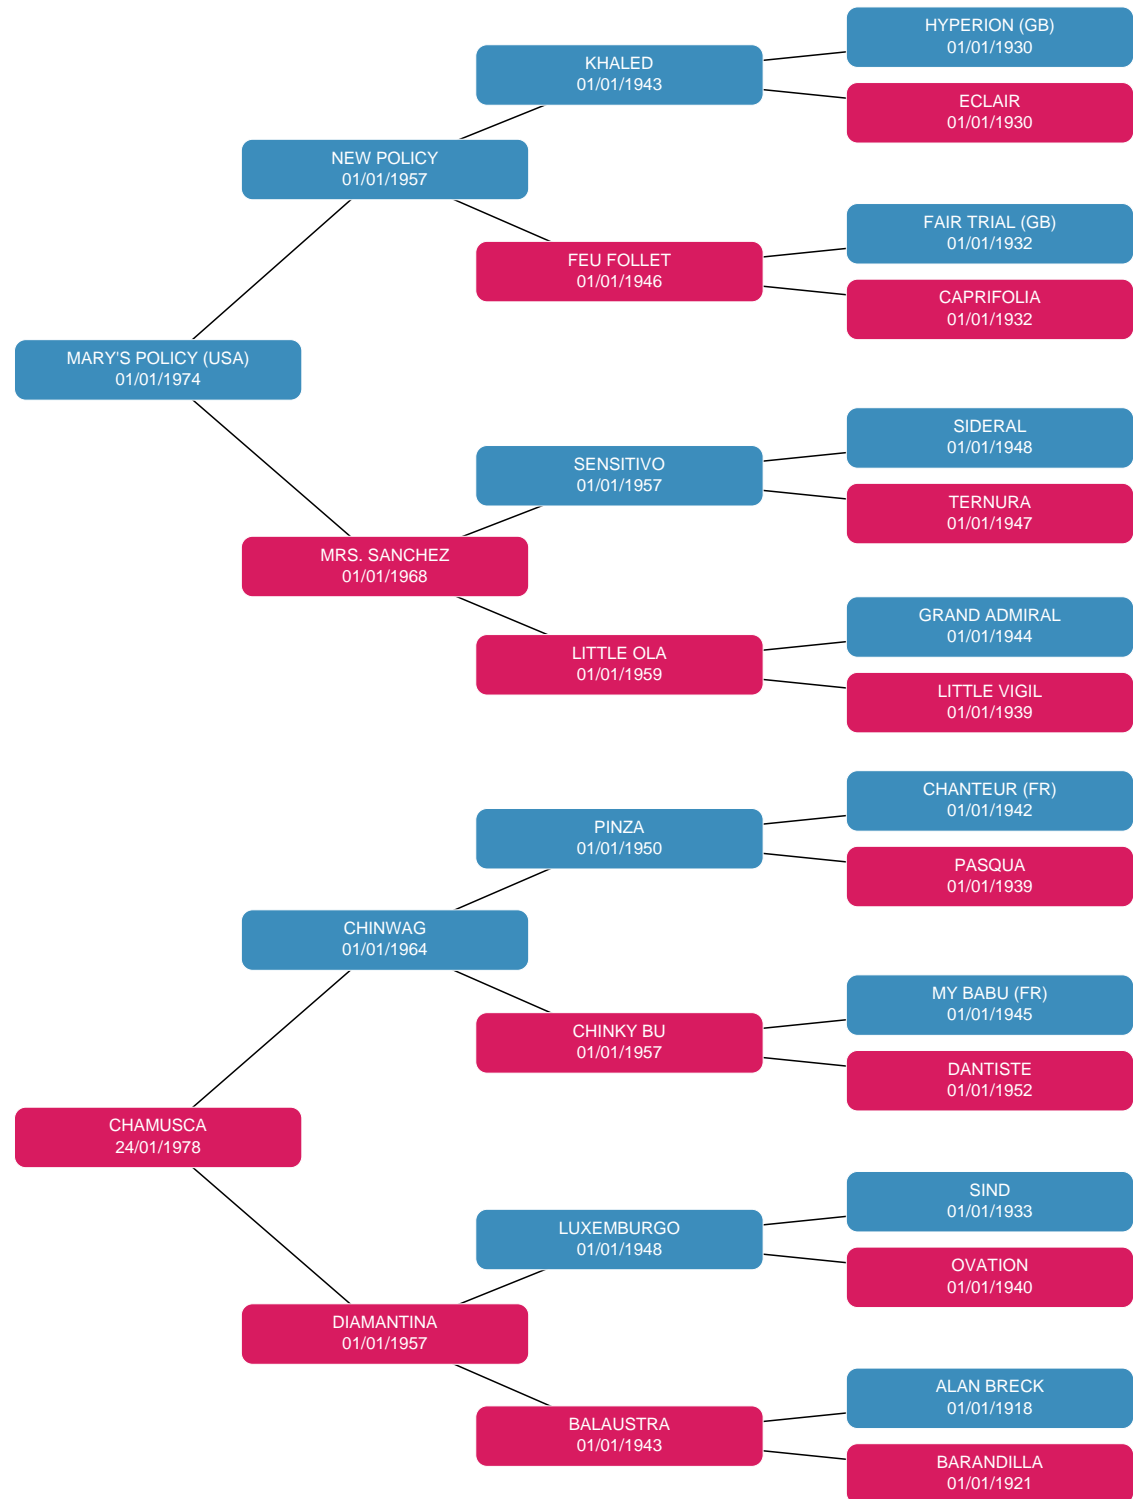 HYPERION (GB)
01/01/1930
KHALED
01/01/1943
ECLAIR
01/01/1930
NEW POLICY
01/01/1957
FAIR TRIAL (GB)
01/01/1932
FEU FOLLET
01/01/1946
CAPRIFOLIA
01/01/1932
MARY'S POLICY (USA)
01/01/1974
SIDERAL
01/01/1948
SENSITIVO
01/01/1957
TERNURA
01/01/1947
MRS. SANCHEZ
01/01/1968
GRAND ADMIRAL
01/01/1944
LITTLE OLA
01/01/1959
LITTLE VIGIL
01/01/1939
CHANTEUR (FR)
01/01/1942
PINZA
01/01/1950
PASQUA
01/01/1939
CHINWAG
01/01/1964
MY BABU (FR)
01/01/1945
CHINKY BU
01/01/1957
DANTISTE
01/01/1952
CHAMUSCA
24/01/1978
SIND
01/01/1933
LUXEMBURGO
01/01/1948
OVATION
01/01/1940
DIAMANTINA
01/01/1957
ALAN BRECK
01/01/1918
BALAUSTRA
01/01/1943
BARANDILLA
01/01/1921